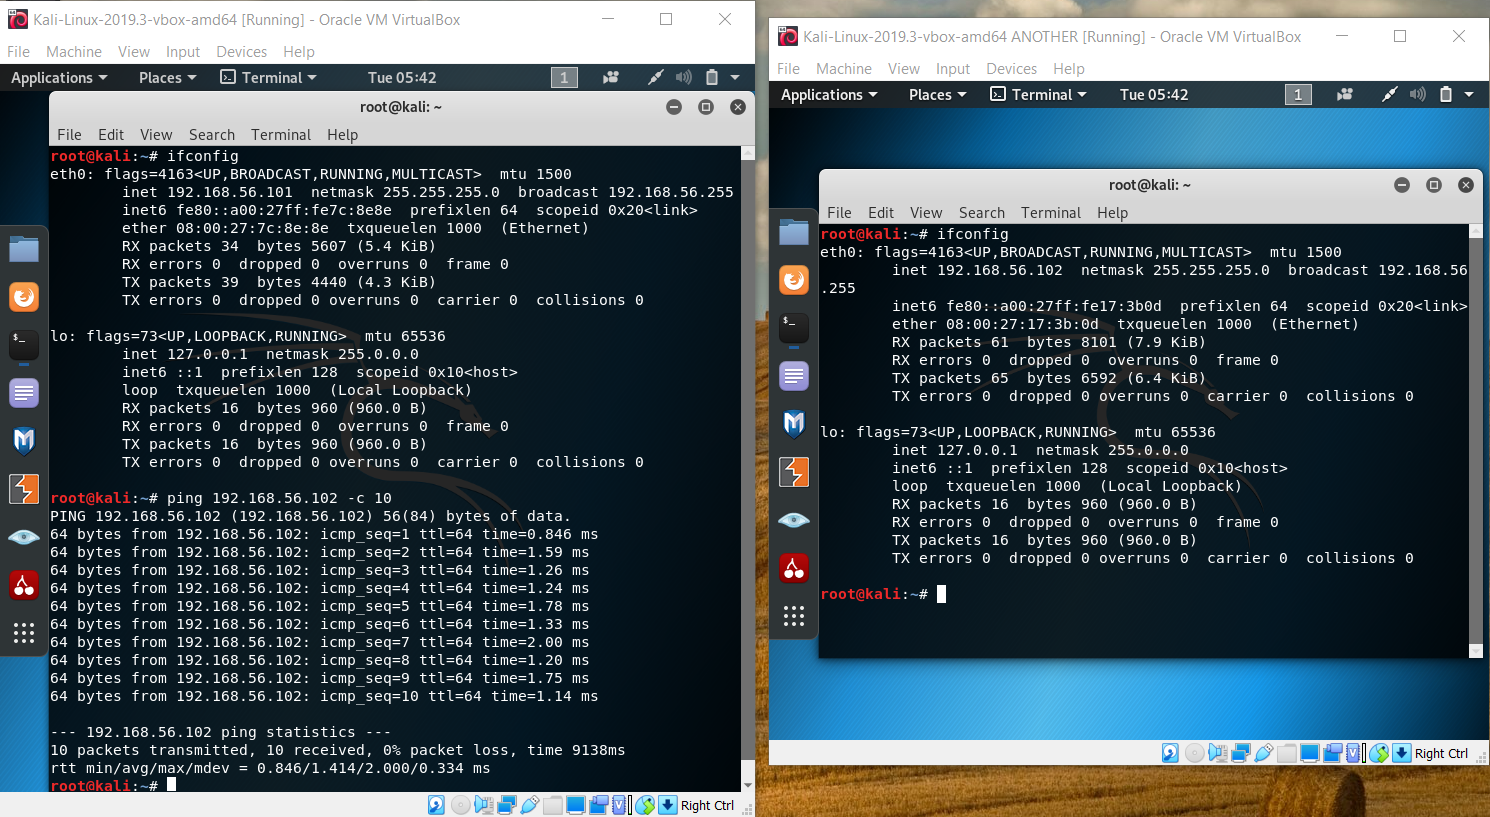 Kali-Linux-2019.3-vbox-amd64 [Running] - Oracle VM VirtualBox
File Machine View Input Devices Help
Applications Places Terminal Tue 05:42 1
root@kali: ~
File Edit View Search Terminal Help
root@kali:~# ifconfig
eth0: flags=4163<UP,BROADCAST,RUNNING,MULTICAST>  mtu 1500
        inet 192.168.56.101  netmask 255.255.255.0  broadcast 192.168.56.255
        inet6 fe80::a00:27ff:fe7c:8e8e  prefixlen 64  scopeid 0x20<link>
        ether 08:00:27:7c:8e:8e  txqueuelen 1000  (Ethernet)
        RX packets 34  bytes 5607 (5.4 KiB)
        RX errors 0  dropped 0  overruns 0  frame 0
        TX packets 39  bytes 4440 (4.3 KiB)
        TX errors 0  dropped 0 overruns 0  carrier 0  collisions 0
lo: flags=73<UP,LOOPBACK,RUNNING>  mtu 65536
        inet 127.0.0.1  netmask 255.0.0.0
        inet6 ::1  prefixlen 128  scopeid 0x10<host>
        loop  txqueuelen 1000  (Local Loopback)
        RX packets 16  bytes 960 (960.0 B)
        RX errors 0  dropped 0  overruns 0  frame 0
        TX packets 16  bytes 960 (960.0 B)
        TX errors 0  dropped 0 overruns 0  carrier 0  collisions 0
root@kali:~# ping 192.168.56.102 -c 10
PING 192.168.56.102 (192.168.56.102) 56(84) bytes of data.
64 bytes from 192.168.56.102: icmp_seq=1 ttl=64 time=0.846 ms
64 bytes from 192.168.56.102: icmp_seq=2 ttl=64 time=1.59 ms
64 bytes from 192.168.56.102: icmp_seq=3 ttl=64 time=1.26 ms
64 bytes from 192.168.56.102: icmp_seq=4 ttl=64 time=1.24 ms
64 bytes from 192.168.56.102: icmp_seq=5 ttl=64 time=1.78 ms
64 bytes from 192.168.56.102: icmp_seq=6 ttl=64 time=1.33 ms
64 bytes from 192.168.56.102: icmp_seq=7 ttl=64 time=2.00 ms
64 bytes from 192.168.56.102: icmp_seq=8 ttl=64 time=1.20 ms
64 bytes from 192.168.56.102: icmp_seq=9 ttl=64 time=1.75 ms
64 bytes from 192.168.56.102: icmp_seq=10 ttl=64 time=1.14 ms
--- 192.168.56.102 ping statistics ---
10 packets transmitted, 10 received, 0% packet loss, time 9138ms
rtt min/avg/max/mdev = 0.846/1.414/2.000/0.334 ms
root@kali:~#
Right Ctrl
Kali-Linux-2019.3-vbox-amd64 ANOTHER [Running] - Oracle VM VirtualBox
File Machine View Input Devices Help
Applications Places Terminal Tue 05:42 1
root@kali: ~
File Edit View Search Terminal Help
root@kali:~# ifconfig
eth0: flags=4163<UP,BROADCAST,RUNNING,MULTICAST>  mtu 1500
        inet 192.168.56.102  netmask 255.255.255.0  broadcast 192.168.56
.255
        inet6 fe80::a00:27ff:fe17:3b0d  prefixlen 64  scopeid 0x20<link>
        ether 08:00:27:17:3b:0d  txqueuelen 1000  (Ethernet)
        RX packets 61  bytes 8101 (7.9 KiB)
        RX errors 0  dropped 0  overruns 0  frame 0
        TX packets 65  bytes 6592 (6.4 KiB)
        TX errors 0  dropped 0 overruns 0  carrier 0  collisions 0
lo: flags=73<UP,LOOPBACK,RUNNING>  mtu 65536
        inet 127.0.0.1  netmask 255.0.0.0
        inet6 ::1  prefixlen 128  scopeid 0x10<host>
        loop  txqueuelen 1000  (Local Loopback)
        RX packets 16  bytes 960 (960.0 B)
        RX errors 0  dropped 0  overruns 0  frame 0
        TX packets 16  bytes 960 (960.0 B)
        TX errors 0  dropped 0 overruns 0  carrier 0  collisions 0
root@kali:~#
Right Ctrl